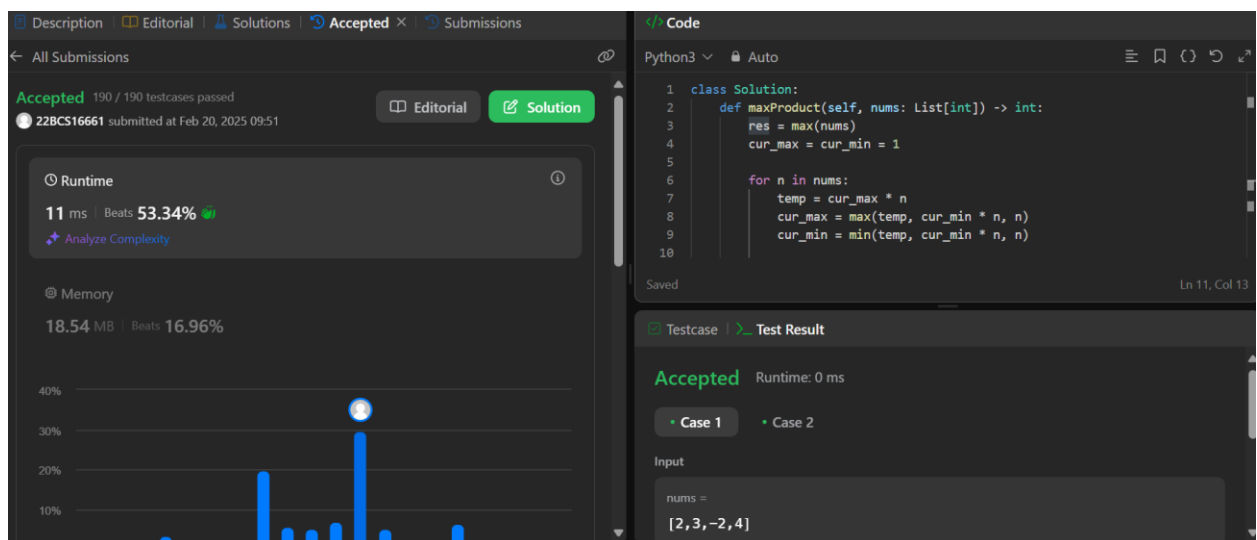 Description | Editorial | Solutions | Accepted × | Submissions
← All Submissions
Accepted 190 / 190 testcases passed
22BCS16661 submitted at Feb 20, 2025 09:51
Editorial
Solution
Runtime
11 ms | Beats 53.34%
Analyze Complexity
Memory
18.54 MB | Beats 16.96%
40%
30%
20%
10%
</> Code
Python3 Auto
1 class Solution:
2     def maxProduct(self, nums: List[int]) -> int:
3         res = max(nums)
4         cur_max = cur_min = 1
5
6         for n in nums:
7             temp = cur_max * n
8             cur_max = max(temp, cur_min * n, n)
9             cur_min = min(temp, cur_min * n, n)
10
Saved Ln 11, Col 13
Testcase | >_ Test Result
Accepted Runtime: 0 ms
• Case 1 • Case 2
Input
nums =
[2,3,-2,4]